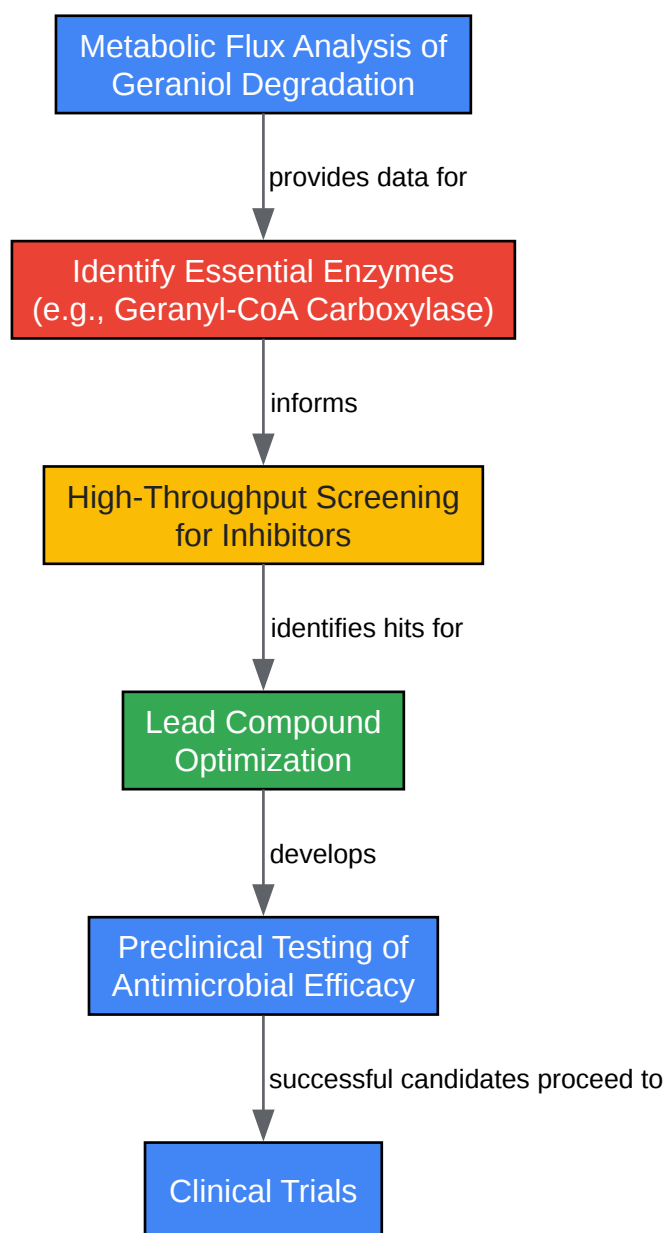 Metabolic Flux Analysis of
Geraniol Degradation
provides data for
Identify Essential Enzymes
(e.g., Geranyl-CoA Carboxylase)
informs
High-Throughput Screening
for Inhibitors
identifies hits for
Lead Compound
Optimization
develops
Preclinical Testing of
Antimicrobial Efficacy
successful candidates proceed to
Clinical Trials